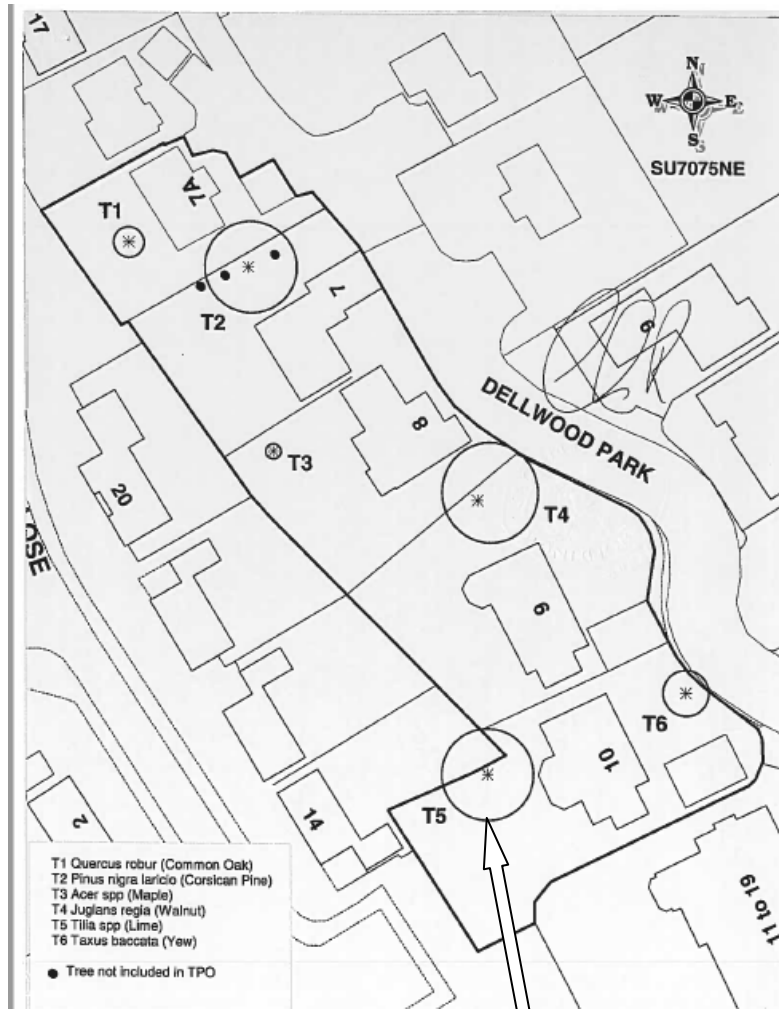 17
N
W E
S
SU7075NE
T1
7A
T2
7
6
DELLWOOD PARK
8
T3
20
T4
OSE
9
T6
10
T5
14
2
11 to 19
T1 Quercus robur (Common Oak)
T2 Pinus nigra laricio (Corsican Pine)
T3 Acer spp (Maple)
T4 Juglans regia (Walnut)
T5 Tilia spp (Lime)
T6 Taxus baccata (Yew)
● Tree not included in TPO